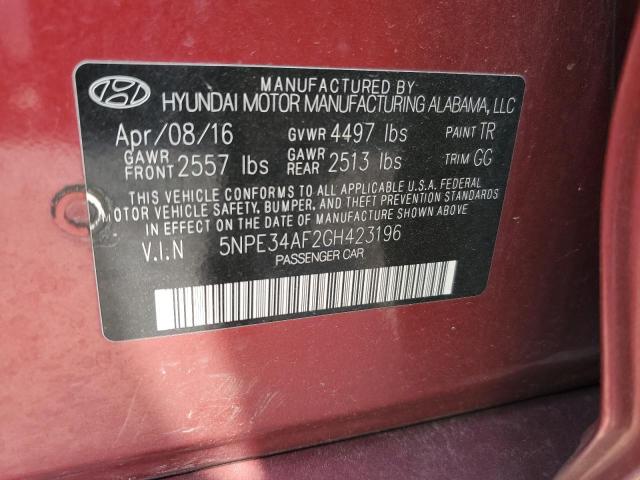 MANUFACTURED BY
HYUNDAI MOTOR MANUFACTURING ALABAMA, LLC
Apr/08/16 GVWR 4497 lbs PAINT TR
GAWR FRONT 2557 lbs GAWR REAR 2513 lbs TRIM GG
THIS VEHICLE CONFORMS TO ALL APPLICABLE U.S.A. FEDERAL
MOTOR VEHICLE SAFETY, BUMPER, AND THEFT PREVENTION STANDARDS
IN EFFECT ON THE DATE OF MANUFACTURE SHOWN ABOVE.
V.I.N 5NPE34AF2GH423196
PASSENGER CAR